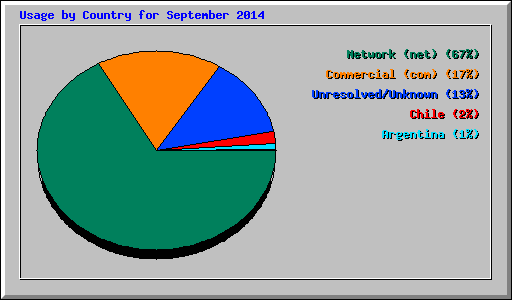 Usage by Country for September 2014
Network (net) (67%)
Commercial (com) (17%)
Unresolved/Unknown (13%)
Chile (2%)
Argentina (1%)